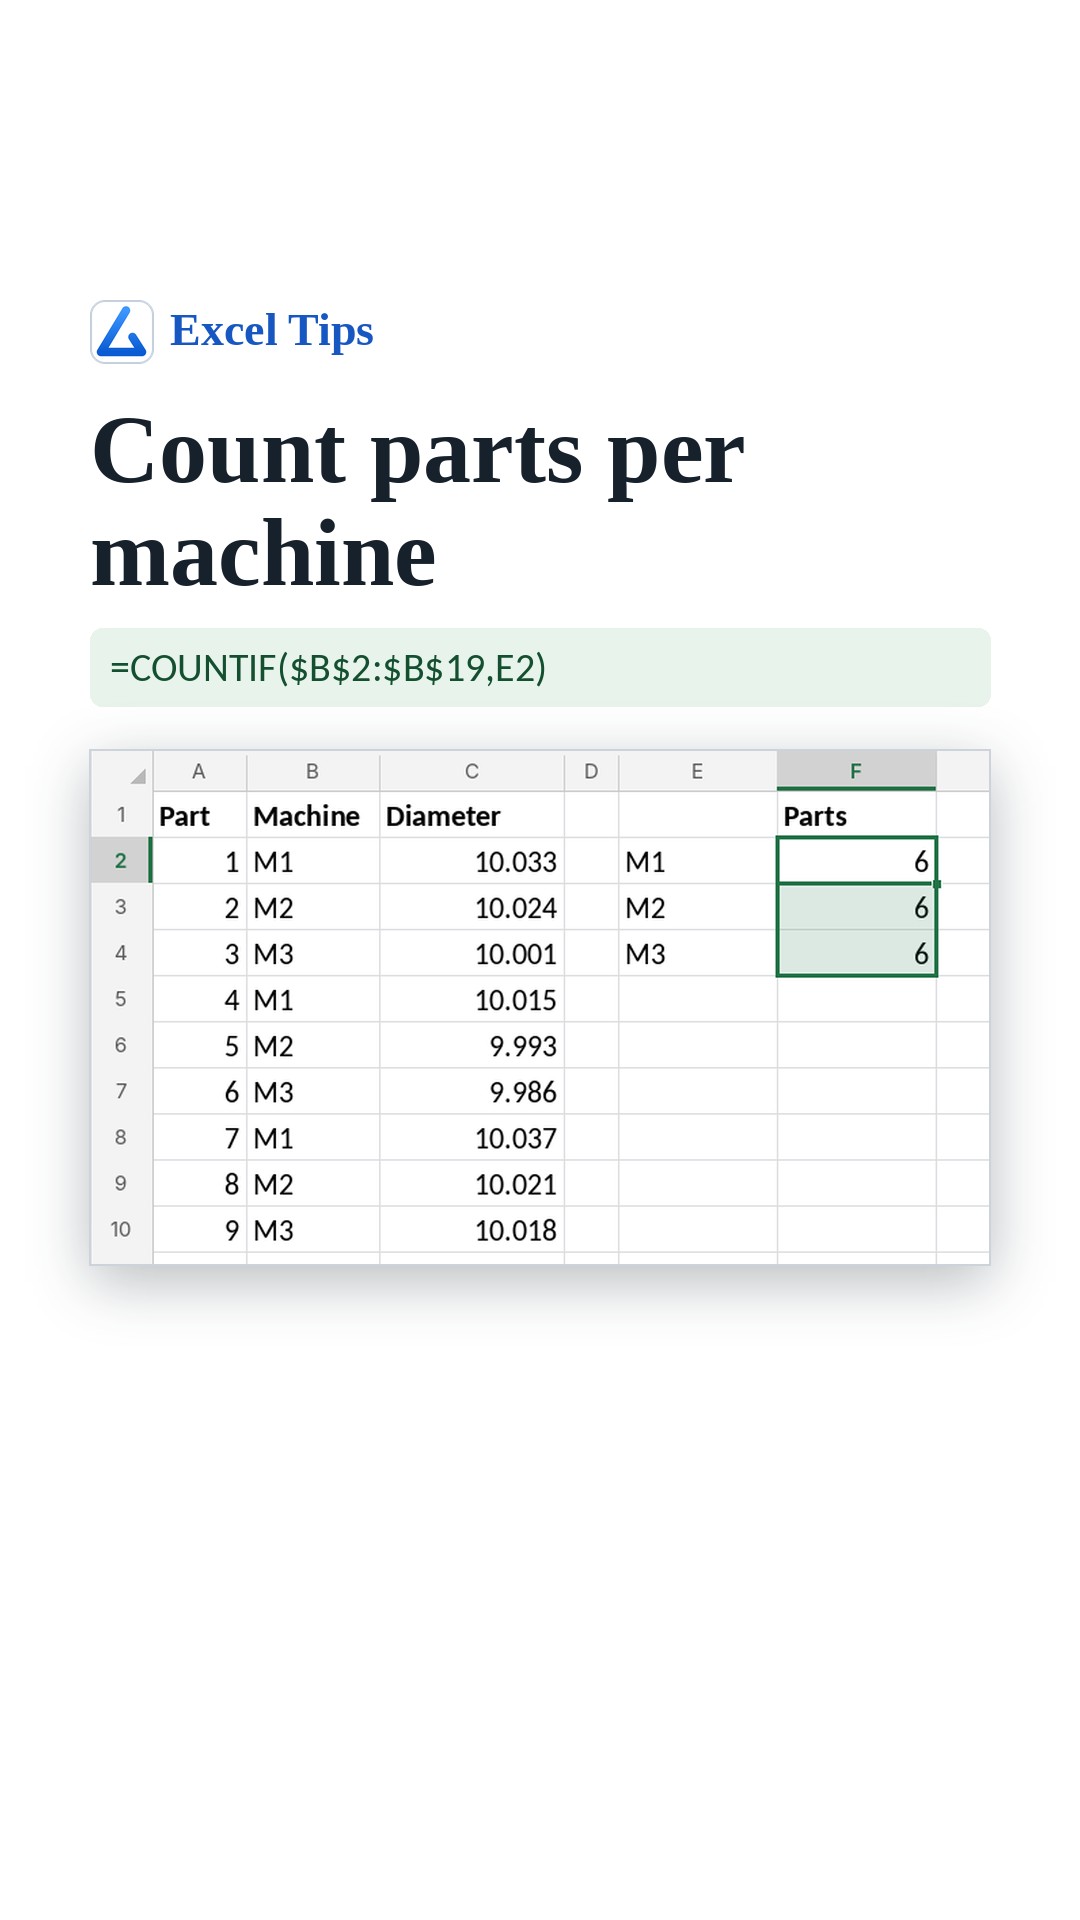 Excel Tips
Count parts per
machine
=COUNTIF($B$2:$B$19,E2)
A B C D E F
1 Part Machine Diameter Parts
2 1 M1 10.033 M1 6
3 2 M2 10.024 M2 6
4 3 M3 10.001 M3 6
5 4 M1 10.015
6 5 M2 9.993
7 6 M3 9.986
8 7 M1 10.037
9 8 M2 10.021
10 9 M3 10.018